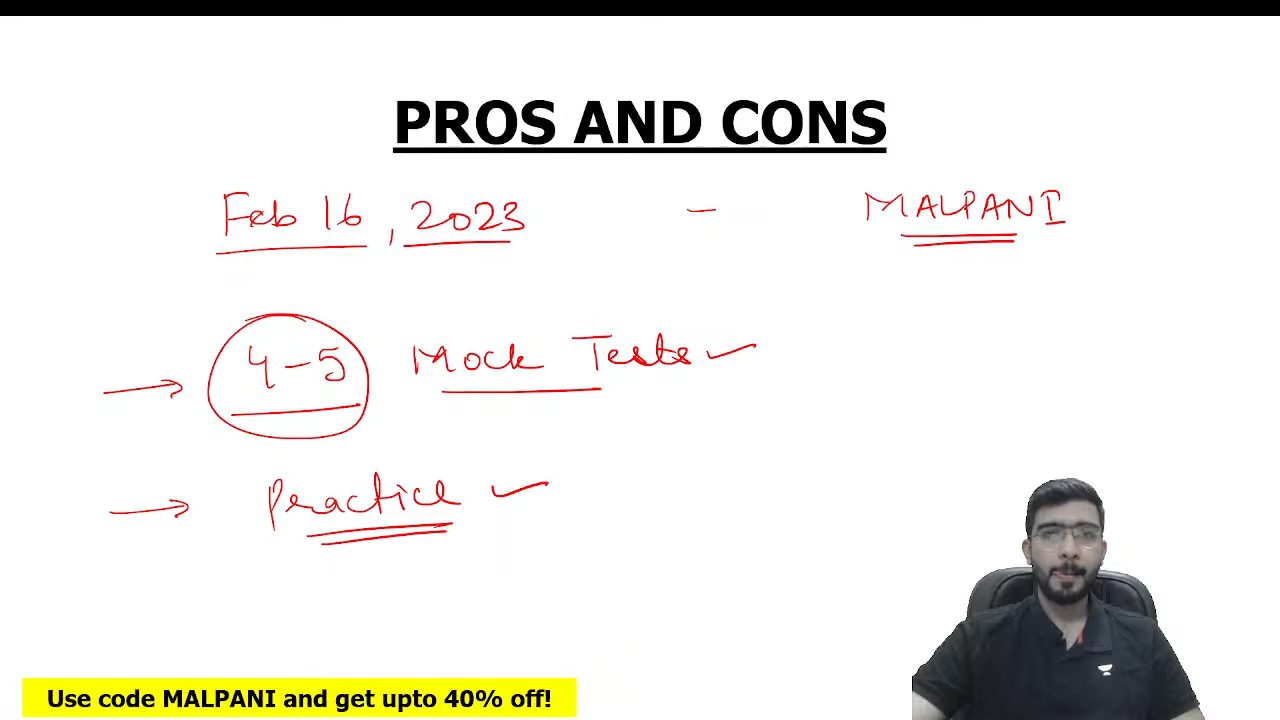 PROS AND CONS
Feb 16, 2023 - MALPANI
→ 4-5 Mock Tests ✓
→ Practice ✓
Use code MALPANI and get upto 40% off!